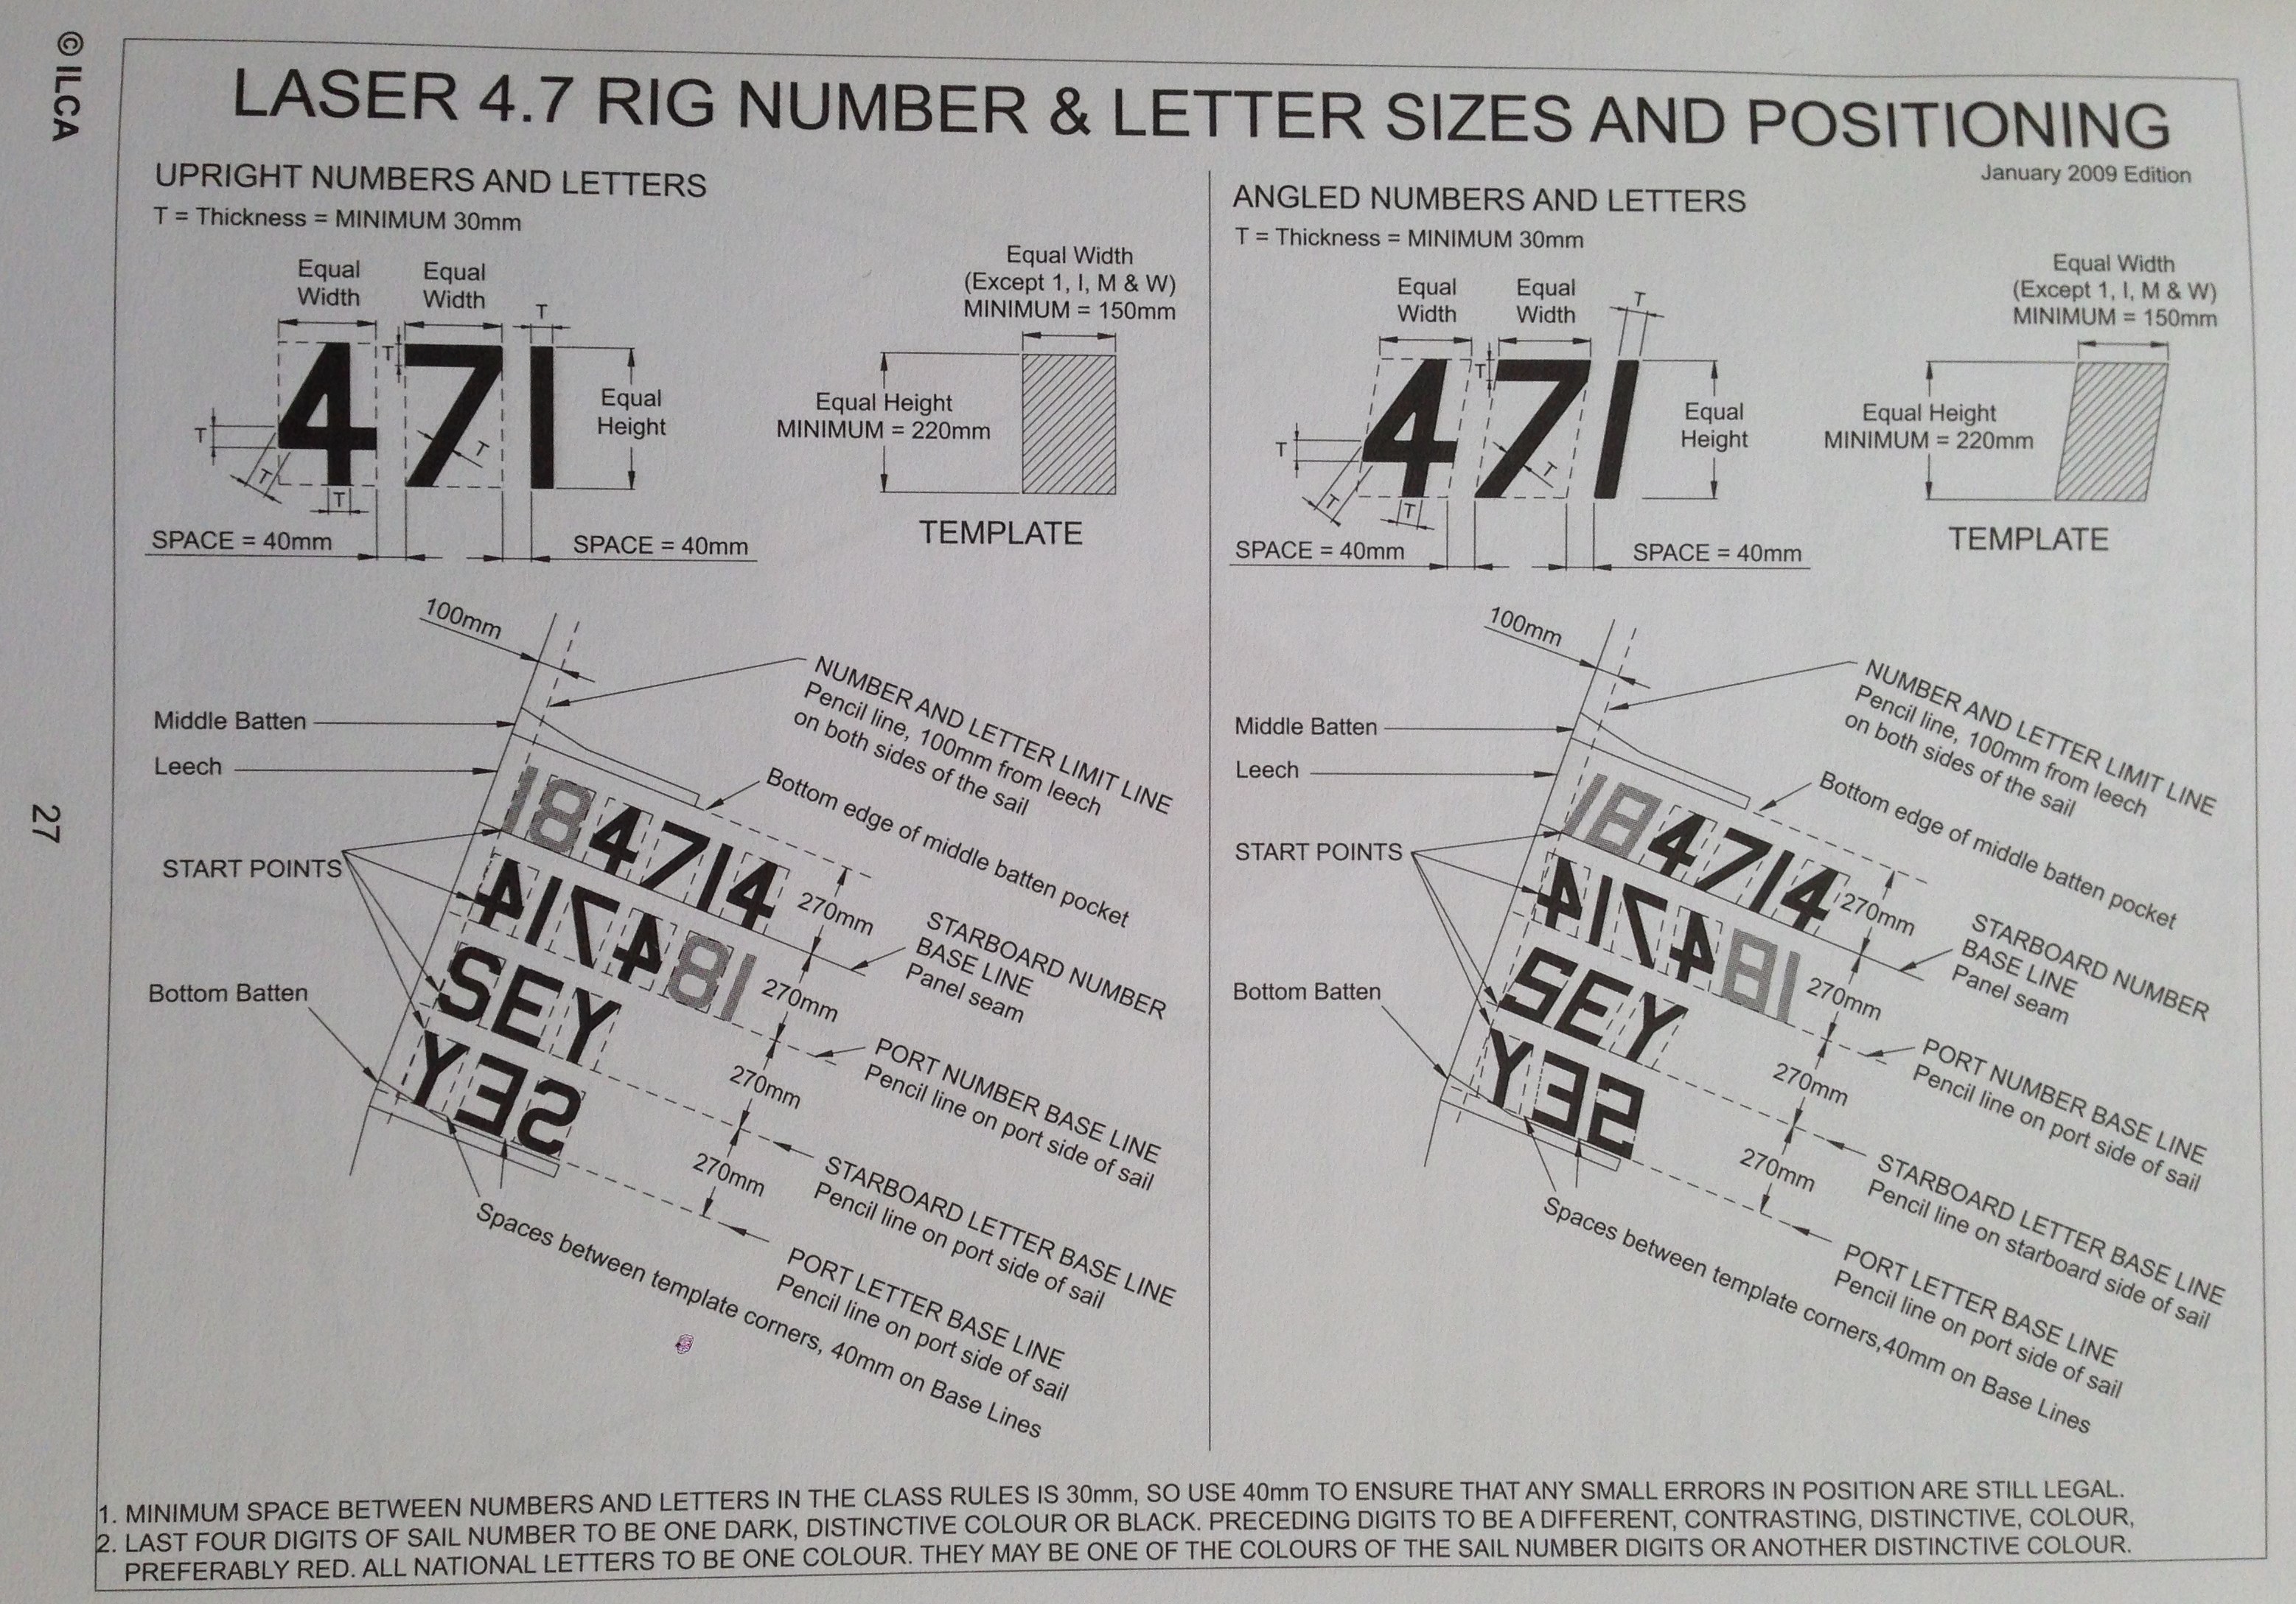 © ILCA
27
LASER 4.7 RIG NUMBER & LETTER SIZES AND POSITIONING
January 2009 Edition
UPRIGHT NUMBERS AND LETTERS
T = Thickness = MINIMUM 30mm
Equal
Width
Equal
Width
T
T
471
T
T
T
T
Equal
Height
SPACE = 40mm
SPACE = 40mm
Equal Width
(Except 1, I, M & W)
MINIMUM = 150mm
Equal Height
MINIMUM = 220mm
TEMPLATE
100mm
NUMBER AND LETTER LIMIT LINE
Pencil line, 100mm from leech
on both sides of the sail
Middle Batten
Leech
Bottom edge of middle batten pocket
START POINTS
184714
270mm
STARBOARD NUMBER
BASE LINE
Panel seam
184714
270mm
PORT NUMBER BASE LINE
Pencil line on port side of sail
SEY
270mm
Bottom Batten
STARBOARD LETTER BASE LINE
Pencil line on port side of sail
SEY
270mm
PORT LETTER BASE LINE
Pencil line on port side of sail
Spaces between template corners, 40mm on Base Lines
ANGLED NUMBERS AND LETTERS
T = Thickness = MINIMUM 30mm
Equal
Width
Equal
Width
T
T
471
T
T
T
T
Equal
Height
SPACE = 40mm
SPACE = 40mm
Equal Width
(Except 1, I, M & W)
MINIMUM = 150mm
Equal Height
MINIMUM = 220mm
TEMPLATE
100mm
NUMBER AND LETTER LIMIT LINE
Pencil line, 100mm from leech
on both sides of the sail
Middle Batten
Leech
Bottom edge of middle batten pocket
START POINTS
184714
270mm
STARBOARD NUMBER
BASE LINE
Panel seam
184714
270mm
PORT NUMBER BASE LINE
Pencil line on port side of sail
SEY
270mm
Bottom Batten
STARBOARD LETTER BASE LINE
Pencil line on starboard side of sail
SEY
270mm
PORT LETTER BASE LINE
Pencil line on port side of sail
Spaces between template corners,40mm on Base Lines
1. MINIMUM SPACE BETWEEN NUMBERS AND LETTERS IN THE CLASS RULES IS 30mm, SO USE 40mm TO ENSURE THAT ANY SMALL ERRORS IN POSITION ARE STILL LEGAL.
2. LAST FOUR DIGITS OF SAIL NUMBER TO BE ONE DARK, DISTINCTIVE COLOUR OR BLACK. PRECEDING DIGITS TO BE A DIFFERENT, CONTRASTING, DISTINCTIVE, COLOUR,
PREFERABLY RED. ALL NATIONAL LETTERS TO BE ONE COLOUR. THEY MAY BE ONE OF THE COLOURS OF THE SAIL NUMBER DIGITS OR ANOTHER DISTINCTIVE COLOUR.